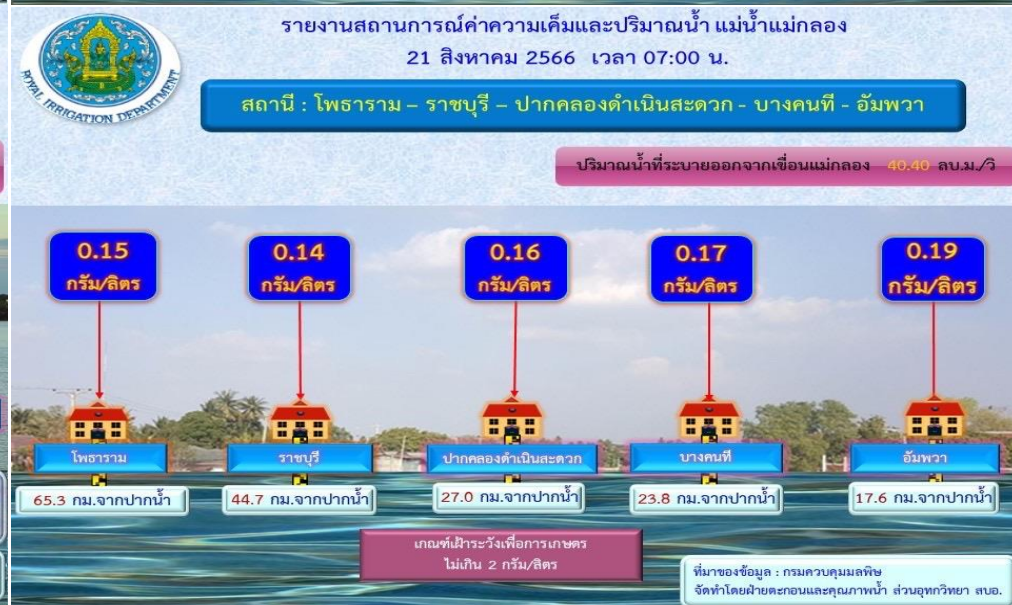 รายงานสถานการณ์ค่าความเค็มและปริมาณน้ำ แม่น้ำแม่กลอง
21 สิงหาคม 2566 เวลา 07:00 น.
ROYAL IRRIGATION DEPARTMENT
สถานี : โพธาราม – ราชบุรี – ปากคลองดำเนินสะดวก - บางคนที - อัมพวา
ปริมาณน้ำที่ระบายออกจากเขื่อนแม่กลอง 40.40 ลบ.ม./วิ
0.15 0.14 0.16 0.17 0.19
กรัม/ลิตร กรัม/ลิตร กรัม/ลิตร กรัม/ลิตร กรัม/ลิตร
โพธาราม ราชบุรี ปากคลองดำเนินสะดวก บางคนที อัมพวา
65.3 กม.จากปากน้ำ 44.7 กม.จากปากน้ำ 27.0 กม.จากปากน้ำ 23.8 กม.จากปากน้ำ 17.6 กม.จากปากน้ำ
เกณฑ์เฝ้าระวังเพื่อการเกษตร
ไม่เกิน 2 กรัม/ลิตร
ที่มาของข้อมูล : กรมควบคุมมลพิษ
จัดทำโดยฝ่ายตะกอนและคุณภาพน้ำ ส่วนอุทกวิทยา สบอ.